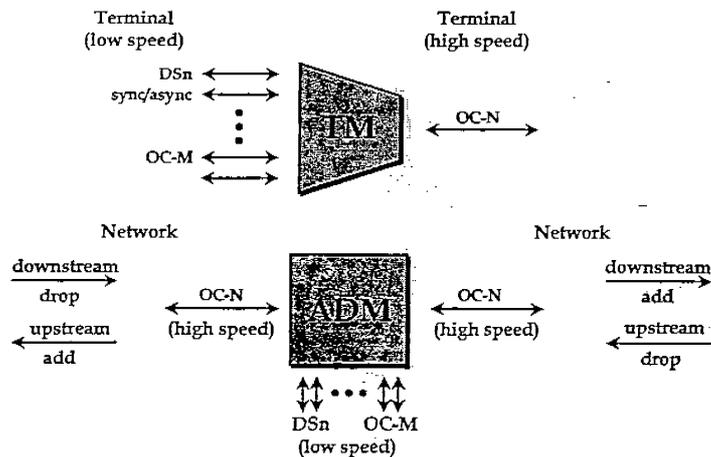 Terminal
(low speed)
Terminal
(high speed)
DSn
sync/async
OC-M
TM
OC-N
Network
Network
downstream
drop
upstream
add
OC-N
(high speed)
ADM
OC-N
(high speed)
downstream
add
upstream
drop
DSn OC-M
(low speed)